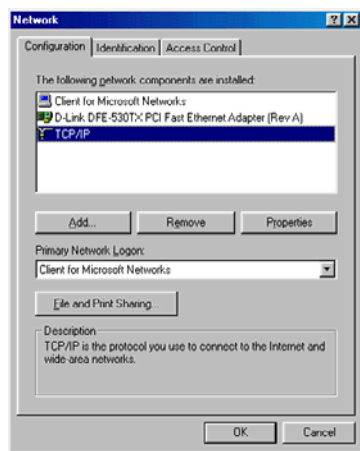 Network
Configuration Identification Access Control
The following network components are installed:
Client for Microsoft Networks
D-Link DFE-530TX PCI Fast Ethernet Adapter (Rev A)
TCP/IP
Add... Remove Properties
Primary Network Logon:
Client for Microsoft Networks
File and Print Sharing...
Description
TCP/IP is the protocol you use to connect to the Internet and
wide-area networks.
OK Cancel